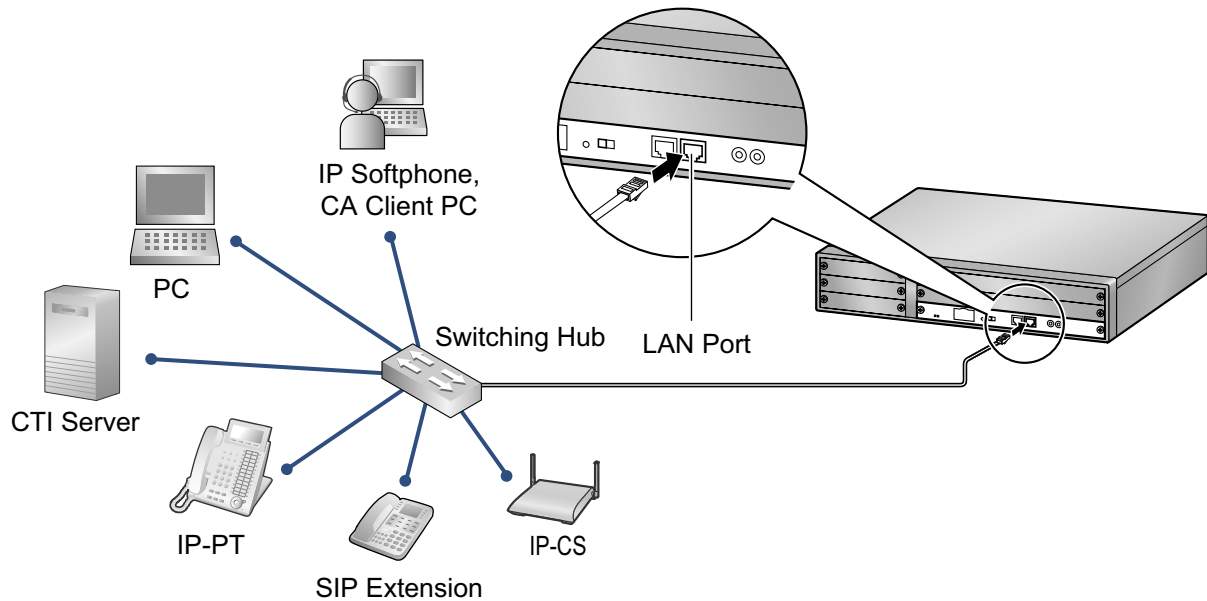 IP Softphone,
CA Client PC
PC
Switching Hub
LAN Port
CTI Server
IP-PT
IP-CS
SIP Extension